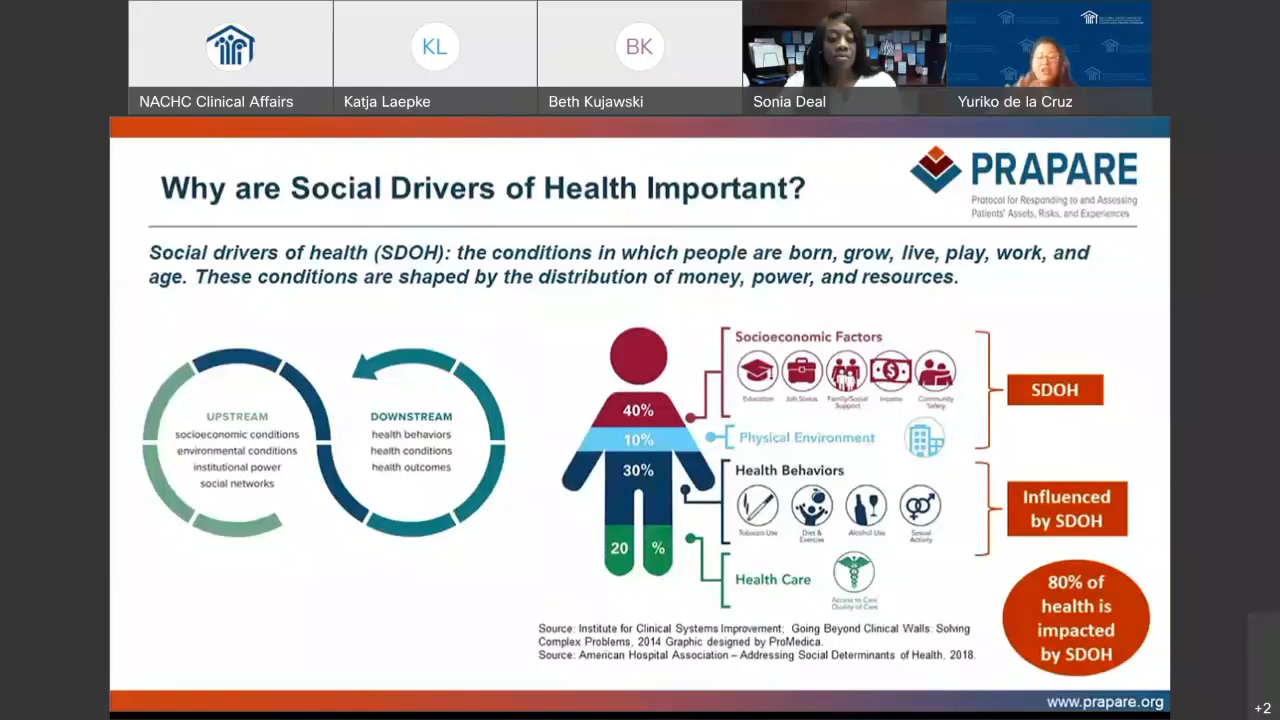 KL
BK
NACHC Clinical Affairs
Katja Laepke
Beth Kujawski
Sonia Deal
Yuriko de la Cruz
Why are Social Drivers of Health Important?
PRAPARE
Protocol for Responding to and Assessing
Patients' Assets, Risks, and Experiences
Social drivers of health (SDOH): the conditions in which people are born, grow, live, play, work, and
age. These conditions are shaped by the distribution of money, power, and resources.
UPSTREAM
socioeconomic conditions
environmental conditions
institutional power
social networks
DOWNSTREAM
health behaviors
health conditions
health outcomes
40%
10%
30%
20 %
Socioeconomic Factors
Education
Job Status
Family/Social
Support
Income
Community
Safety
Physical Environment
Health Behaviors
Tobacco Use
Diet &
Exercise
Alcohol Use
Sexual
Activity
Health Care
Access to Care
Quality of Care
SDOH
Influenced
by SDOH
80% of
health is
impacted
by SDOH
Source: Institute for Clinical Systems Improvement; Going Beyond Clinical Walls: Solving
Complex Problems, 2014 Graphic designed by ProMedica.
Source: American Hospital Association – Addressing Social Determinants of Health, 2018.
www.prapare.org
+2